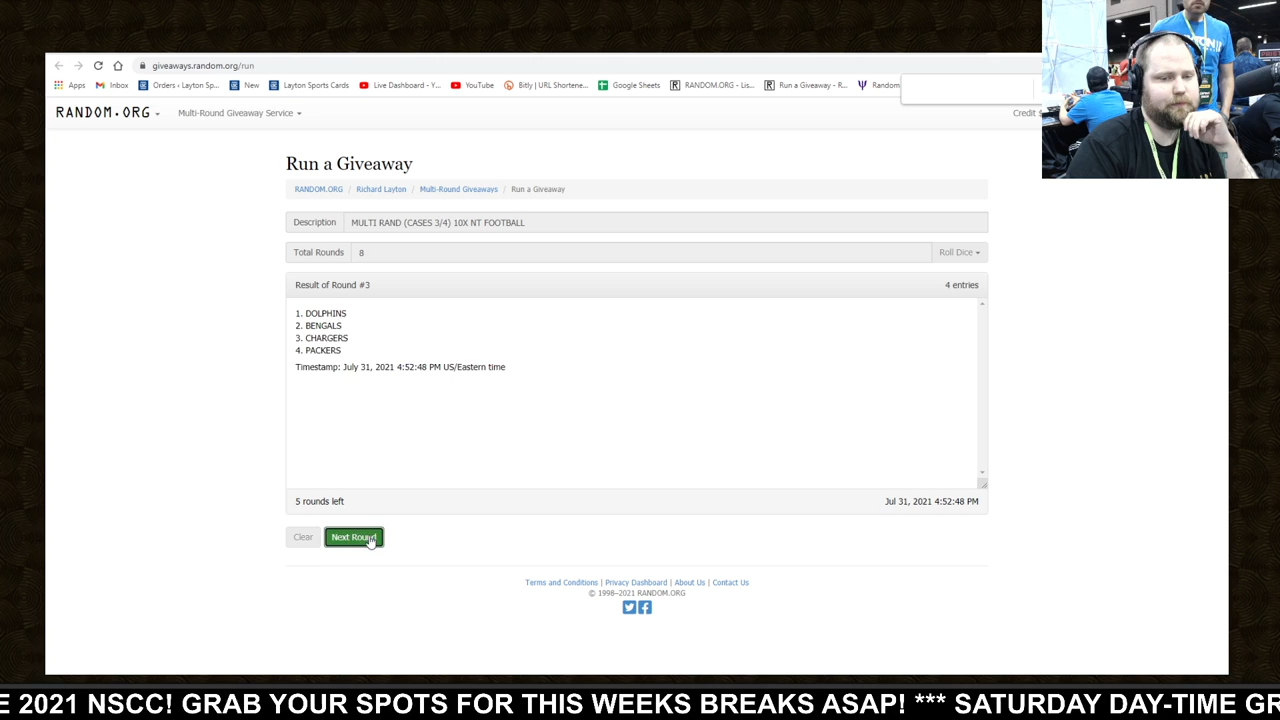 giveaways.random.org/run
Apps Inbox Orders ‹ Layton Sp... New Layton Sports Cards Live Dashboard - Y... YouTube Bitly | URL Shortene... Google Sheets RANDOM.ORG - Lis... Run a Giveaway - R... Random
RANDOM.ORG Multi-Round Giveaway Service Credit
Run a Giveaway
RANDOM.ORG / Richard Layton / Multi-Round Giveaways / Run a Giveaway
Description MULTI RAND (CASES 3/4) 10X NT FOOTBALL
Total Rounds 8 Roll Dice
Result of Round #3 4 entries
1. DOLPHINS
2. BENGALS
3. CHARGERS
4. PACKERS
Timestamp: July 31, 2021 4:52:48 PM US/Eastern time
5 rounds left Jul 31, 2021 4:52:48 PM
Clear Next Round
Terms and Conditions | Privacy Dashboard | About Us | Contact Us
© 1998–2021 RANDOM.ORG
E 2021 NSCC! GRAB YOUR SPOTS FOR THIS WEEKS BREAKS ASAP! *** SATURDAY DAY-TIME GR